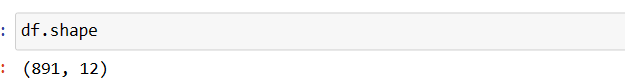 : df.shape
: (891, 12)